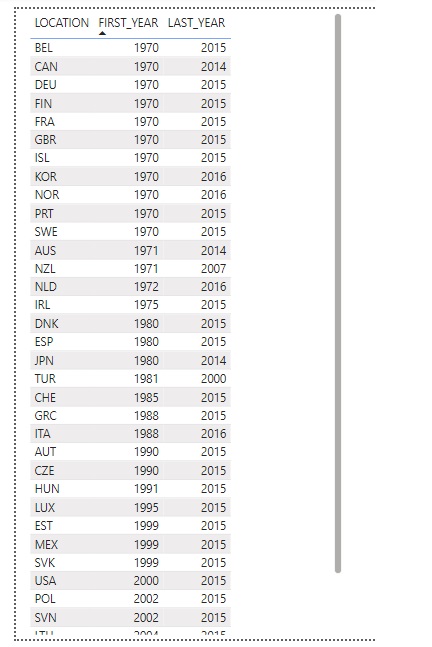 LOCATION FIRST_YEAR LAST_YEAR
BEL 1970 2015
CAN 1970 2014
DEU 1970 2015
FIN 1970 2015
FRA 1970 2015
GBR 1970 2015
ISL 1970 2015
KOR 1970 2016
NOR 1970 2016
PRT 1970 2015
SWE 1970 2015
AUS 1971 2014
NZL 1971 2007
NLD 1972 2016
IRL 1975 2015
DNK 1980 2015
ESP 1980 2015
JPN 1980 2014
TUR 1981 2000
CHE 1985 2015
GRC 1988 2015
ITA 1988 2016
AUT 1990 2015
CZE 1990 2015
HUN 1991 2015
LUX 1995 2015
EST 1999 2015
MEX 1999 2015
SVK 1999 2015
USA 2000 2015
POL 2002 2015
SVN 2002 2015